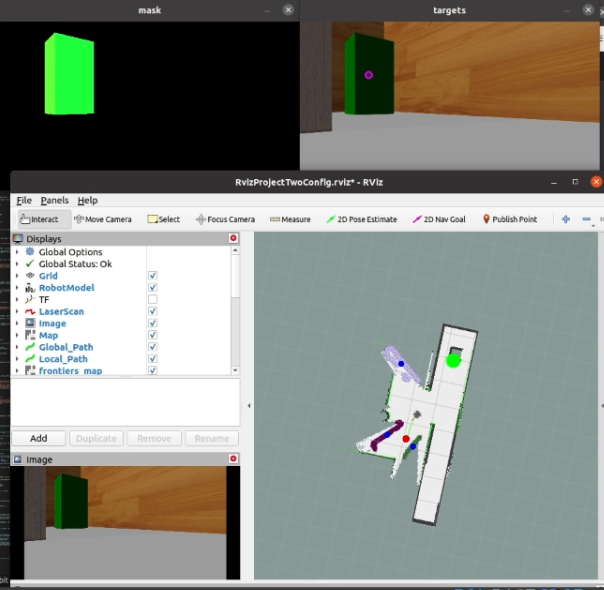 mask
targets
RvizProjectTwoConfig.rviz* - RViz
File Panels Help
Interact Move Camera Select Focus Camera Measure 2D Pose Estimate 2D Nav Goal Publish Point
Displays
Global Options
Global Status: Ok
Grid
RobotModel
TF
LaserScan
Image
Map
Global_Path
Local_Path
frontiers_map
Add Duplicate Remove Rename
Image